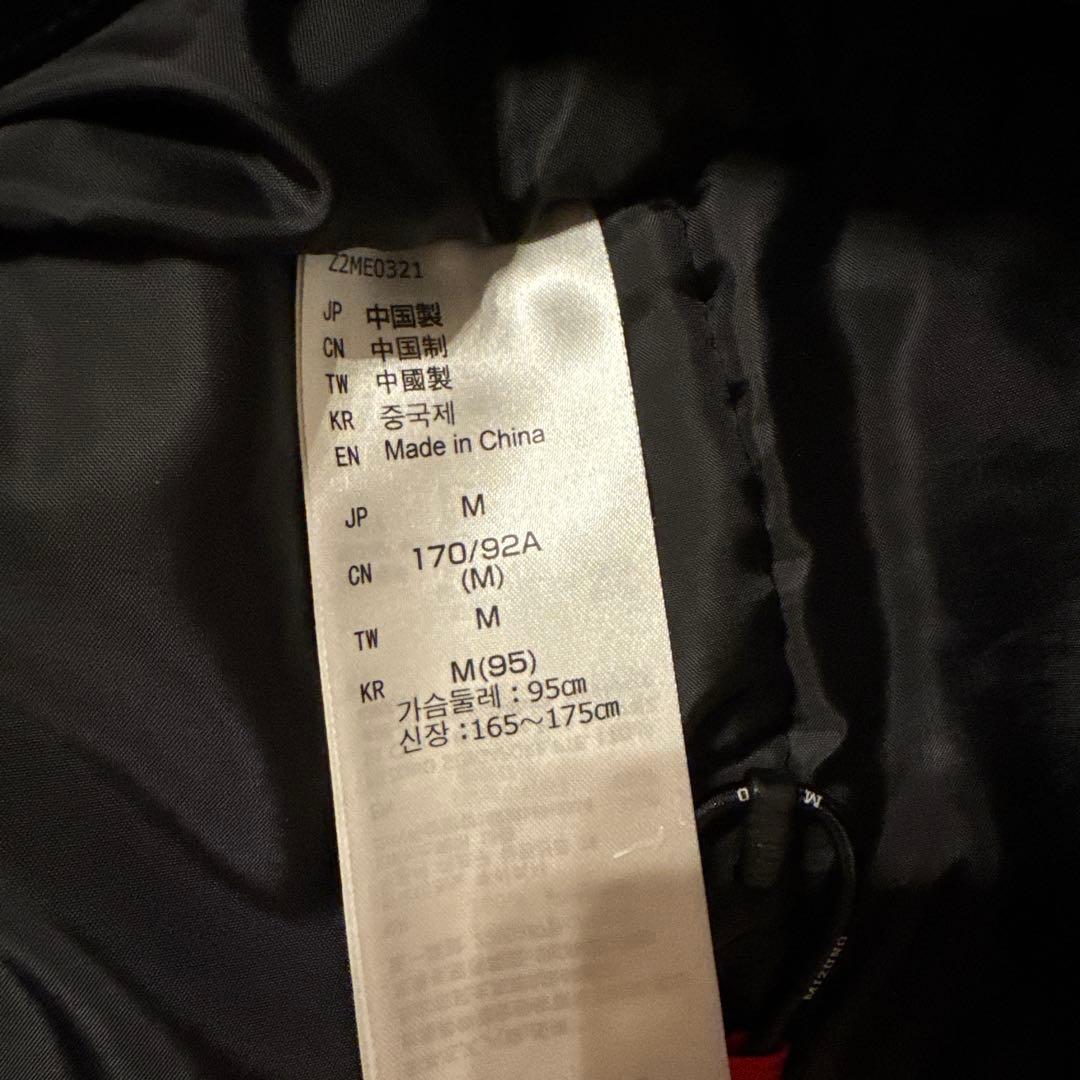 Z2ME0321
JP 中国製
CN 中国制
TW 中國製
KR 중국제
EN Made in China
JP M
CN 170/92A
(M)
TW M
KR M(95)
가슴둘레 : 95㎝
신장 : 165～175㎝
MIZUNO